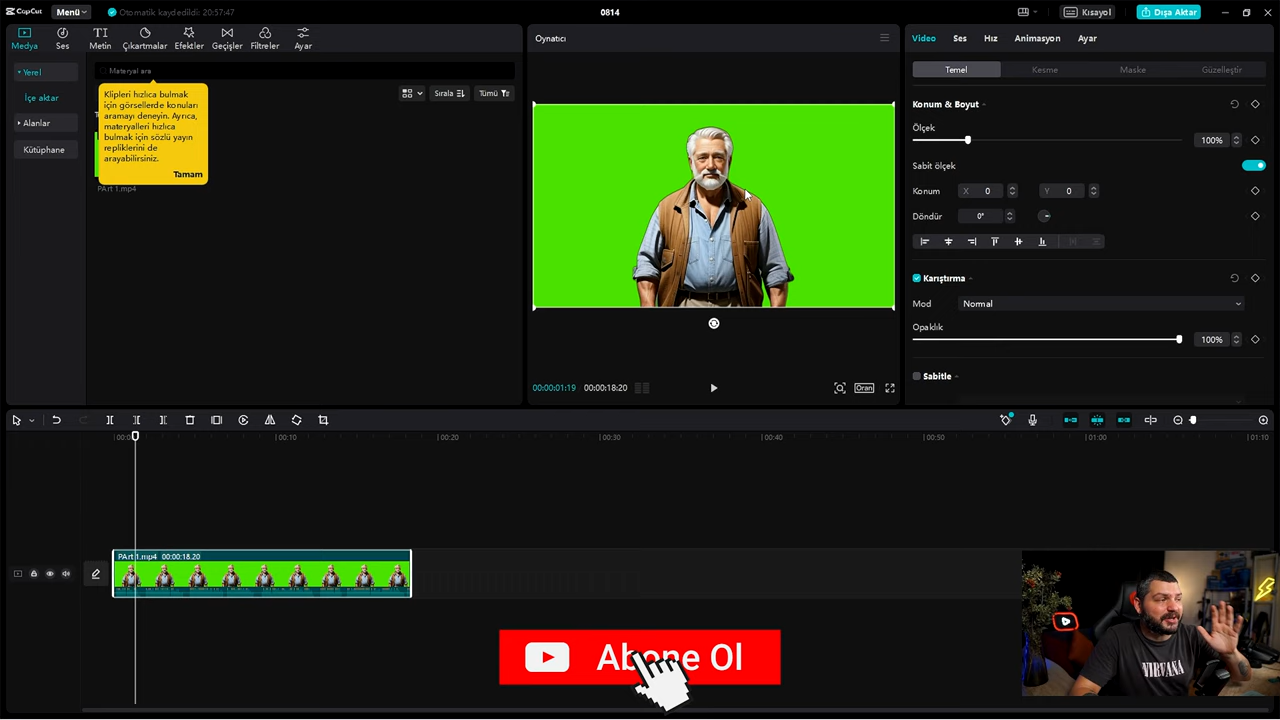 CapCut
Menü
Otomatik kaydedildi: 20:57:47
0814
Kısayol
Dışa Aktar
Medya
Ses
Metin
Çıkartmalar
Efektler
Geçişler
Filtreler
Ayar
Yerel
İçe aktar
Alanlar
Kütüphane
Materyal ara
Sırala
Tümü
Klipleri hızlıca bulmak
için görsellerde konuları
aramayı deneyin. Ayrıca,
materyalleri hızlıca
bulmak için sözlü yayın
repliklerini de
arayabilirsiniz.
Tamam
PArt 1.mp4
Oynatıcı
00:00:01:19
00:00:18:20
Oran
Video
Ses
Hız
Animasyon
Ayar
Temel
Kesme
Maske
Güzelleştir
Konum & Boyut
Ölçek
100%
Sabit ölçek
Konum
X 0
Y 0
Döndür
0°
Karıştırma
Mod
Normal
Opaklık
100%
Sabitle
00:10
00:20
00:30
00:40
00:50
01:00
01:10
PArt 1.mp4 00:00:18:20
Abone Ol
NIRVANA